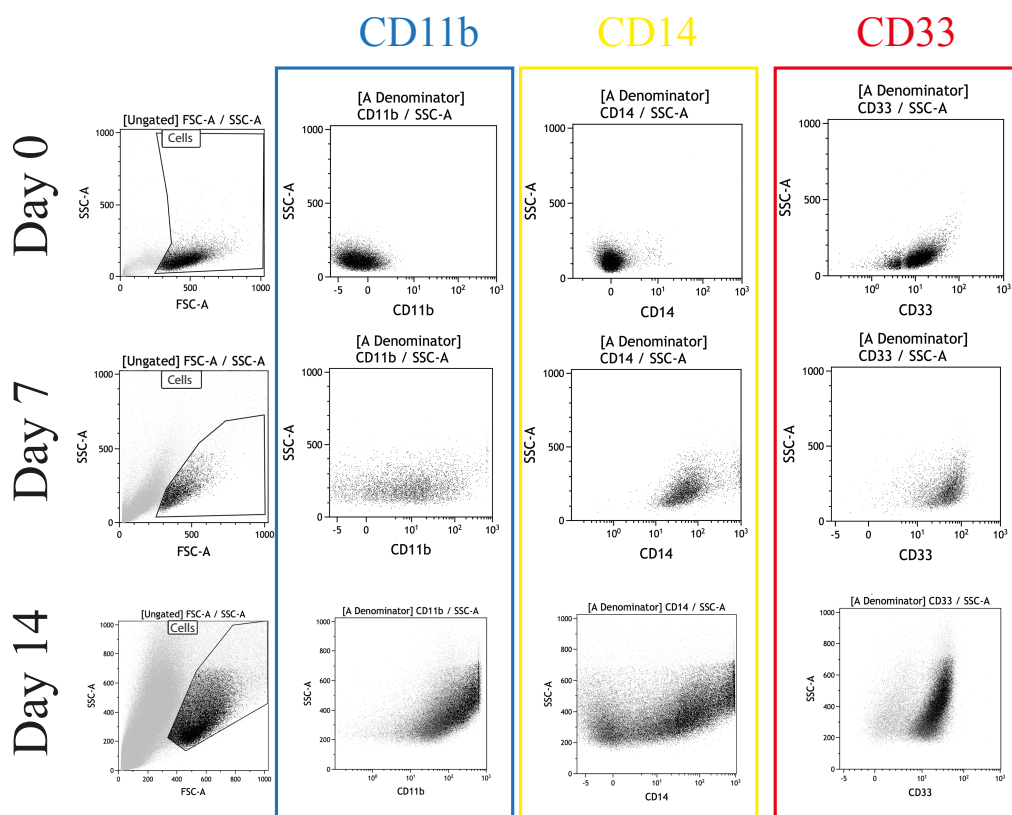 CD11b CD14 CD33
Day 0
[Ungated] FSC-A / SSC-A
Cells
1000
500
0
SSC-A
0 500 1000
FSC-A
[A Denominator]
CD11b / SSC-A
1000
500
0
SSC-A
-5 0 10¹ 10² 10³
CD11b
[A Denominator]
CD14 / SSC-A
1000
500
0
SSC-A
0 10¹ 10² 10³
CD14
[A Denominator]
CD33 / SSC-A
1000
500
0
SSC-A
10⁰ 10¹ 10² 10³
CD33
Day 7
[Ungated] FSC-A / SSC-A
Cells
1000
500
0
SSC-A
0 500 1000
FSC-A
[A Denominator]
CD11b / SSC-A
1000
500
0
SSC-A
-5 0 10¹ 10² 10³
CD11b
[A Denominator]
CD14 / SSC-A
1000
500
0
SSC-A
10⁰ 10¹ 10² 10³
CD14
[A Denominator]
CD33 / SSC-A
1000
500
0
SSC-A
-5 0 10¹ 10² 10³
CD33
Day 14
[Ungated] FSC-A / SSC-A
Cells
1000
800
600
400
200
0
SSC-A
0 200 400 600 800 1000
FSC-A
[A Denominator] CD11b / SSC-A
1000
800
600
400
200
0
SSC-A
10⁰ 10¹ 10² 10³
CD11b
[A Denominator] CD14 / SSC-A
1000
800
600
400
200
0
SSC-A
-5 0 10¹ 10² 10³
CD14
[A Denominator] CD33 / SSC-A
1000
800
600
400
200
0
SSC-A
-5 0 10¹ 10² 10³
CD33